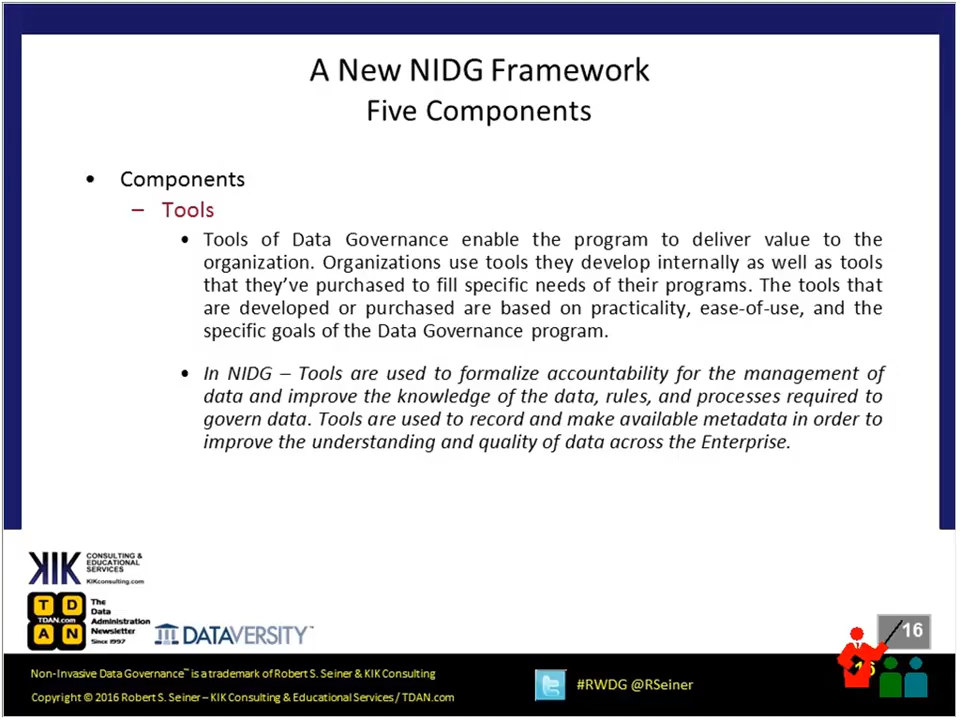 A New NIDG Framework
Five Components
• Components
– Tools
• Tools of Data Governance enable the program to deliver value to the
organization. Organizations use tools they develop internally as well as tools
that they’ve purchased to fill specific needs of their programs. The tools that
are developed or purchased are based on practicality, ease-of-use, and the
specific goals of the Data Governance program.
• In NIDG – Tools are used to formalize accountability for the management of
data and improve the knowledge of the data, rules, and processes required to
govern data. Tools are used to record and make available metadata in order to
improve the understanding and quality of data across the Enterprise.
KIK CONSULTING &
EDUCATIONAL
SERVICES
KIKconsulting.com
T D
TDAN.com
A N
The
Data
Administration
Newsletter
Since 1997
DATAVERSITY™
16
16
Non-Invasive Data Governance™ is a trademark of Robert S. Seiner & KIK Consulting
Copyright © 2016 Robert S. Seiner – KIK Consulting & Educational Services / TDAN.com
#RWDG @RSeiner